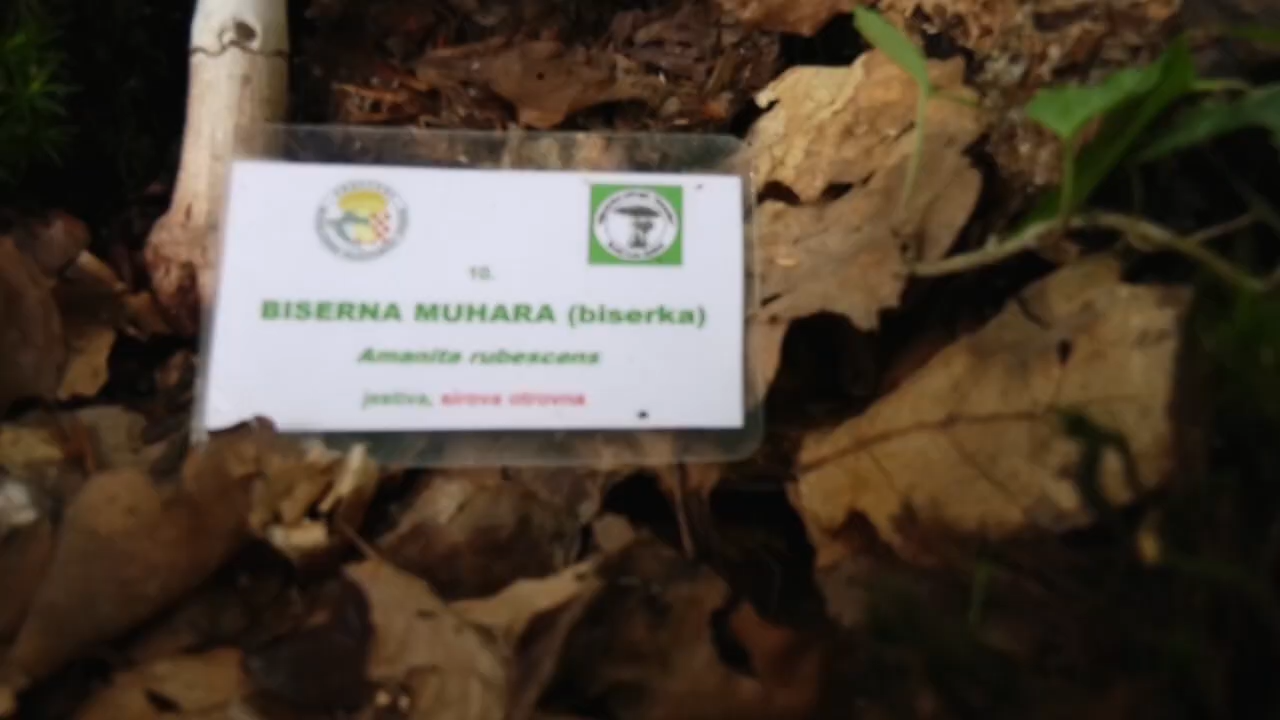 10.
BISERNA MUHARA (biserka)
Amanita rubescens
jestiva, sirova otrovna